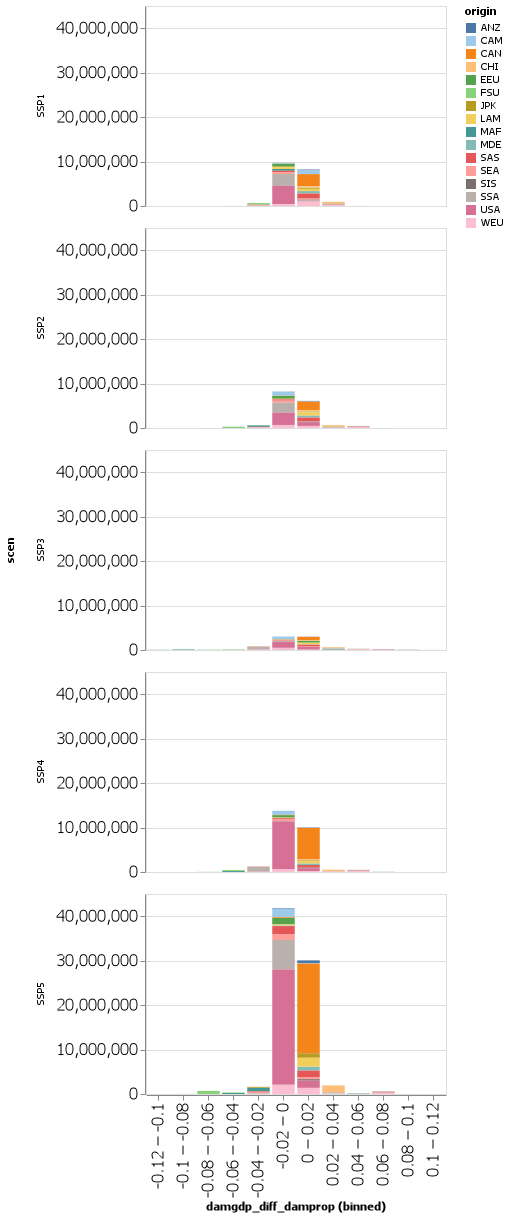 origin
ANZ
CAM
CAN
CHI
EEU
FSU
JPK
LAM
MAF
MDE
SAS
SEA
SIS
SSA
USA
WEU
scen
SSP1
40,000,000
30,000,000
20,000,000
10,000,000
0
SSP2
40,000,000
30,000,000
20,000,000
10,000,000
0
SSP3
40,000,000
30,000,000
20,000,000
10,000,000
0
SSP4
40,000,000
30,000,000
20,000,000
10,000,000
0
SSP5
40,000,000
30,000,000
20,000,000
10,000,000
0
-0.12 – -0.1
-0.1 – -0.08
-0.08 – -0.06
-0.06 – -0.04
-0.04 – -0.02
-0.02 – 0
0 – 0.02
0.02 – 0.04
0.04 – 0.06
0.06 – 0.08
0.08 – 0.1
0.1 – 0.12
damgdp_diff_damprop (binned)